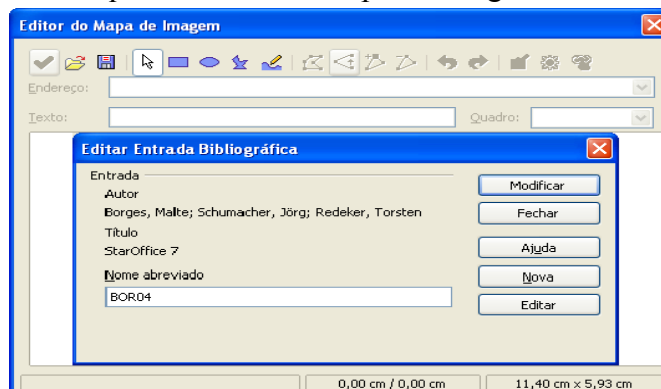 Editor do Mapa de Imagem
Endereço:
Texto:
Quadro:
Editar Entrada Bibliográfica
Entrada
Autor
Borges, Malte; Schumacher, Jörg; Redeker, Torsten
Título
StarOffice 7
Nome abreviado
BOR04
Modificar
Fechar
Ajuda
Nova
Editar
0,00 cm / 0,00 cm
11,40 cm x 5,93 cm